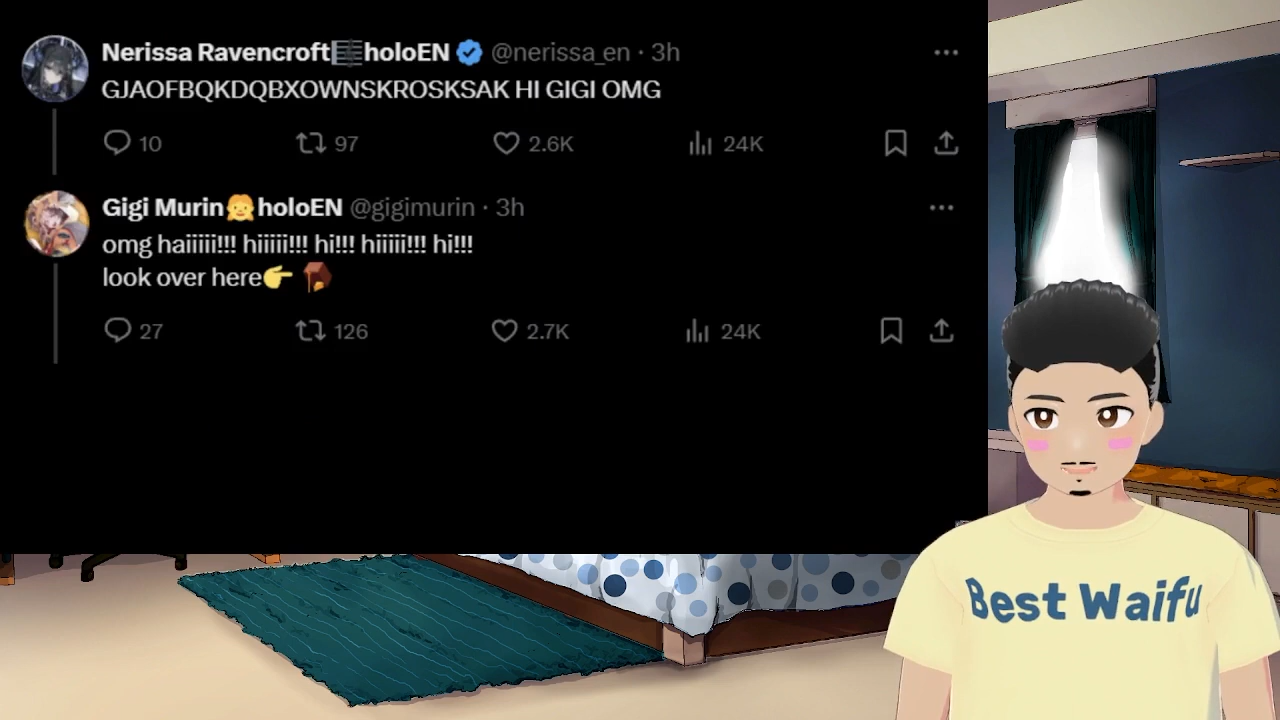 Nerissa Ravencroft🎼holoEN @nerissa_en · 3h
GJAOFBQKDQBXOWNSKROSKSAK HI GIGI OMG
10 97 2.6K 24K
Gigi Murin👧holoEN @gigimurin · 3h
omg haiiiii!!! hiiiii!!! hi!!! hiiiii!!! hi!!!
look over here👉
27 126 2.7K 24K
Best Waifu